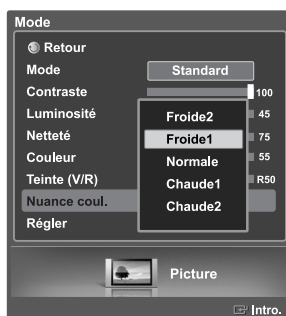 Mode
Retour
Mode Standard
Contraste 100
Luminosité 45
Netteté 75
Couleur 55
Teinte (V/R) R50
Nuance coul.
Régler
Froide2
Froide1
Normale
Chaude1
Chaude2
Picture
Intro.